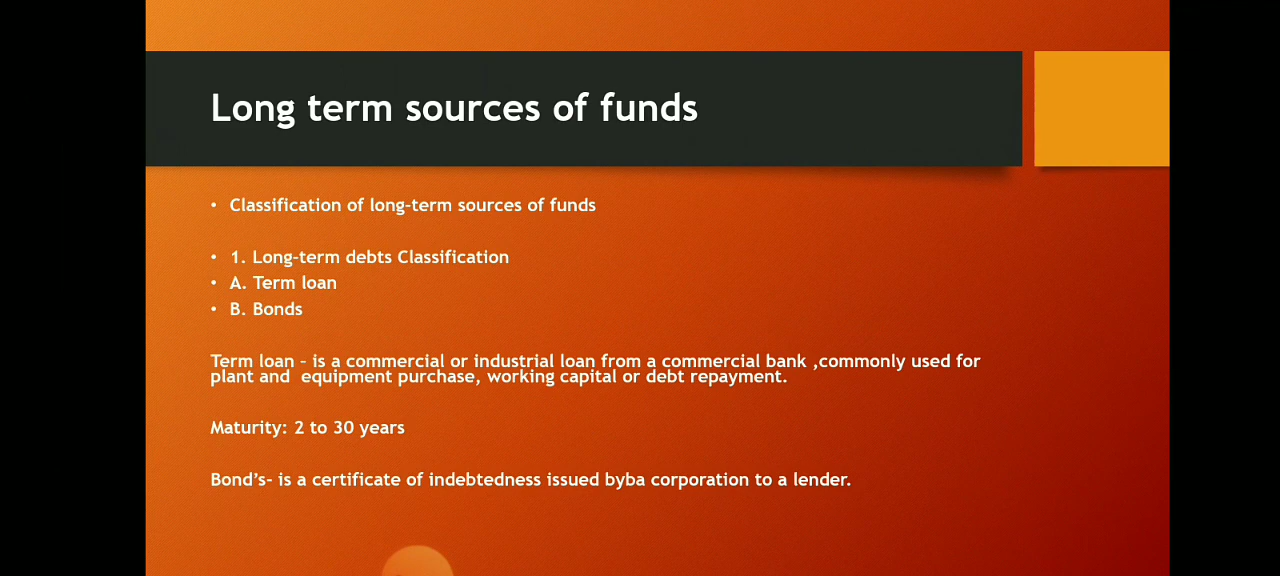 Long term sources of funds
• Classification of long-term sources of funds
• 1. Long-term debts Classification
• A. Term loan
• B. Bonds
Term loan – is a commercial or industrial loan from a commercial bank ,commonly used for
plant and  equipment purchase, working capital or debt repayment.
Maturity: 2 to 30 years
Bond’s- is a certificate of indebtedness issued byba corporation to a lender.